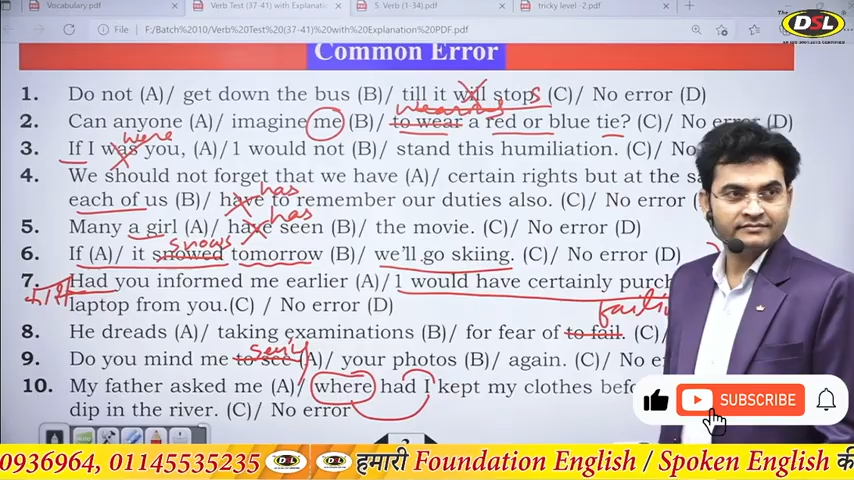 Vocabulary.pdf
Verb Test (37-41) with Explanation
5. Verb (1-34).pdf
tricky level -2.pdf
File | F:/Batch%2010/Verb%20Test%20(37-41)%20with%20Explanation%20PDF.pdf
The
DSL
Common Error
1. Do not (A)/ get down the bus (B)/ till it will stop s (C)/ No error (D)
wearing
2. Can anyone (A)/ imagine me (B)/ to wear a red or blue tie? (C)/ No error (D)
were
3. If I was you, (A)/1 would not (B)/ stand this humiliation. (C)/ No
4. We should not forget that we have (A)/ certain rights but at the sa
has
each of us (B)/ have to remember our duties also. (C)/ No error
has
5. Many a girl (A)/ have seen (B)/ the movie. (C)/ No error (D)
snows
6. If (A)/ it snowed tomorrow (B)/ we'll go skiing. (C)/ No error (D)
7. Had you informed me earlier (A)/1 would have certainly purch
laptop from you.(C) / No error (D)
8. He dreads (A)/ taking examinations (B)/ for fear of to fail. (C)/
9. Do you mind me to see (A)/ your photos (B)/ again. (C)/ No e
10. My father asked me (A)/ where had I kept my clothes befo
dip in the river. (C)/ No error
SUBSCRIBE
0936964, 01145535235 DSL DSL हमारी Foundation English / Spoken English की